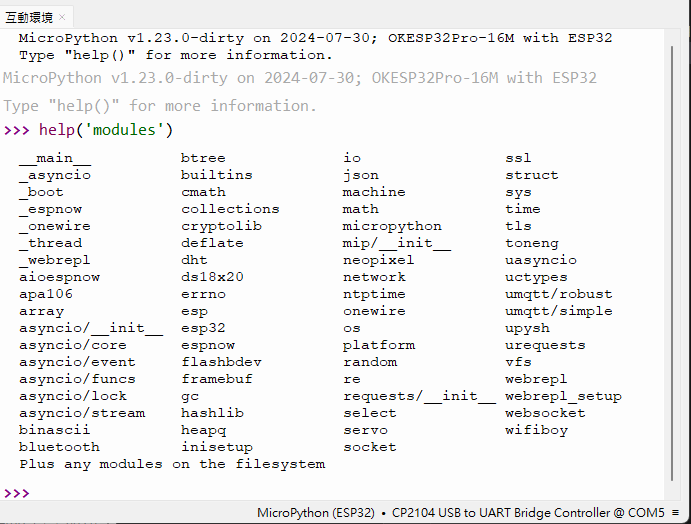 互動環境 ×
MicroPython v1.23.0-dirty on 2024-07-30; OKESP32Pro-16M with ESP32
Type "help()" for more information.
MicroPython v1.23.0-dirty on 2024-07-30; OKESP32Pro-16M with ESP32
Type "help()" for more information.
>>> help('modules')
__main__ btree io ssl
_asyncio builtins json struct
_boot cmath machine sys
_espnow collections math time
_onewire cryptolib micropython tls
_thread deflate mip/__init__ toneng
_webrepl dht neopixel uasyncio
aioespnow ds18x20 network uctypes
apa106 errno ntptime umqtt/robust
array esp onewire umqtt/simple
asyncio/__init__ esp32 os upysh
asyncio/core espnow platform urequests
asyncio/event flashbdev random vfs
asyncio/funcs framebuf re webrepl
asyncio/lock gc requests/__init__ webrepl_setup
asyncio/stream hashlib select websocket
binascii heapq servo wifiboy
bluetooth inisetup socket
Plus any modules on the filesystem
>>>
MicroPython (ESP32) • CP2104 USB to UART Bridge Controller @ COM5 ≡